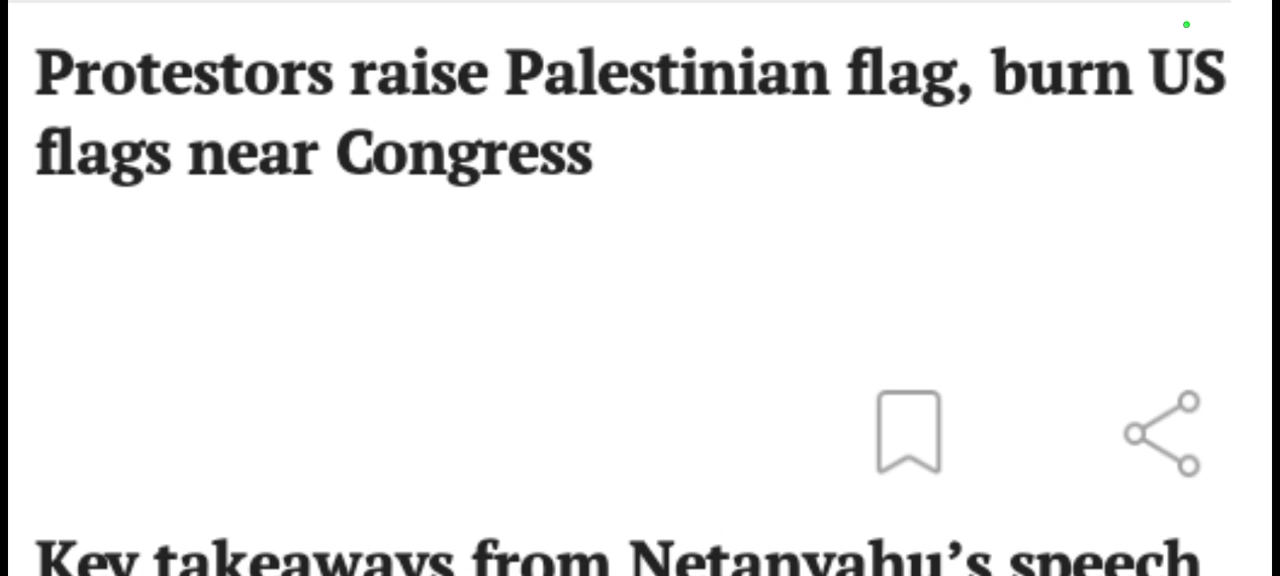 Protestors raise Palestinian flag, burn US
flags near Congress
Key takeaways from Netanyahu’s speech